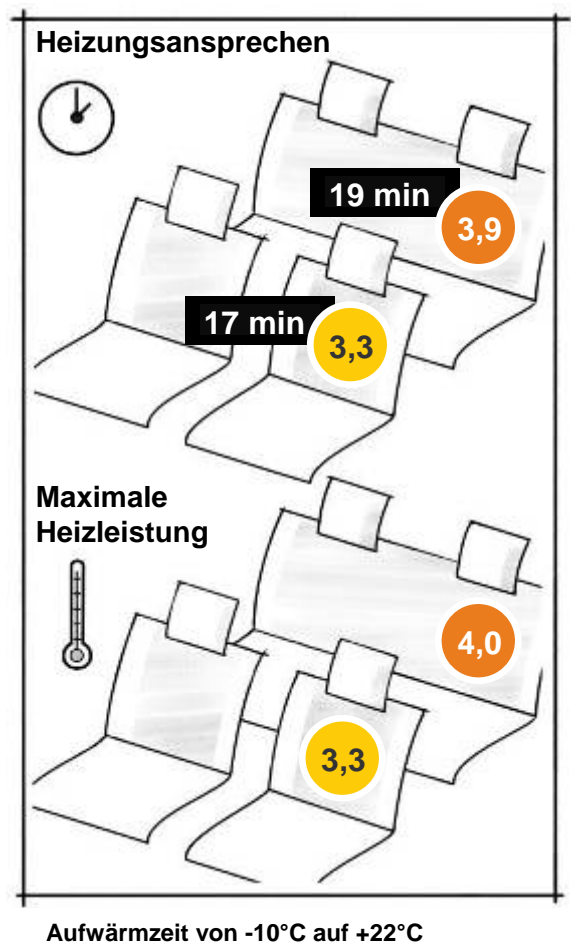 Heizungsansprechen
19 min
3,9
17 min
3,3
Maximale
Heizleistung
4,0
3,3
Aufwärmzeit von -10°C auf +22°C